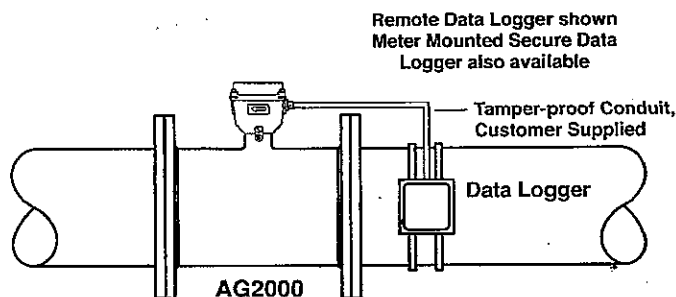 Remote Data Logger shown
Meter Mounted Secure Data
Logger also available
Tamper-proof Conduit,
Customer Supplied
Data Logger
AG2000